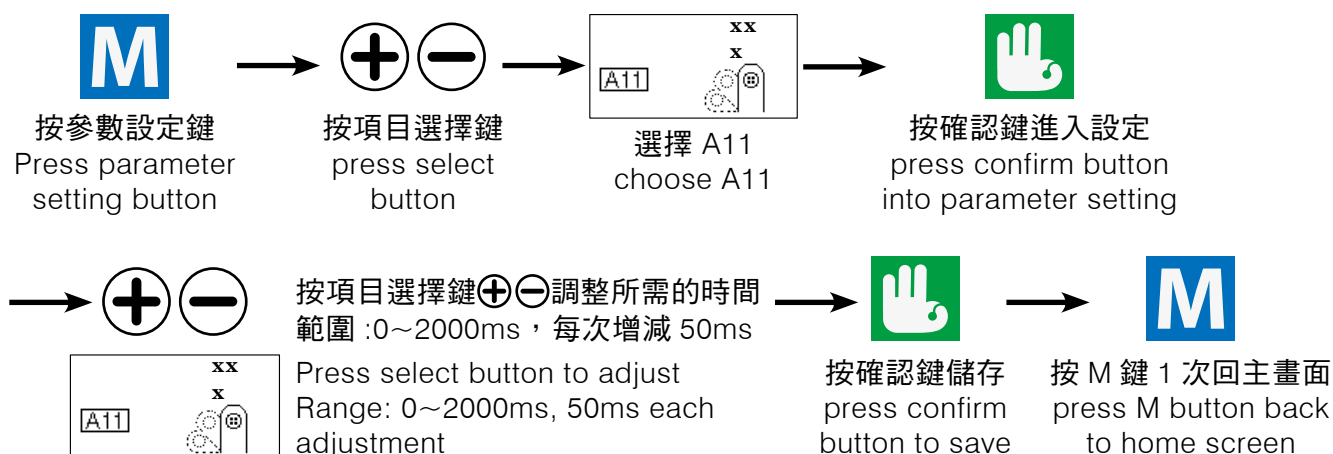 M
xx
x
A11
按參數設定鍵
Press parameter
setting button
按項目選擇鍵
press select
button
選擇 A11
choose A11
按確認鍵進入設定
press confirm button
into parameter setting
xx
x
A11
按項目選擇鍵⊕⊖調整所需的時間
範圍 :0~2000ms，每次增減 50ms
Press select button to adjust
Range: 0~2000ms, 50ms each
adjustment
按確認鍵儲存
press confirm
button to save
M
按 M 鍵 1 次回主畫面
press M button back
to home screen